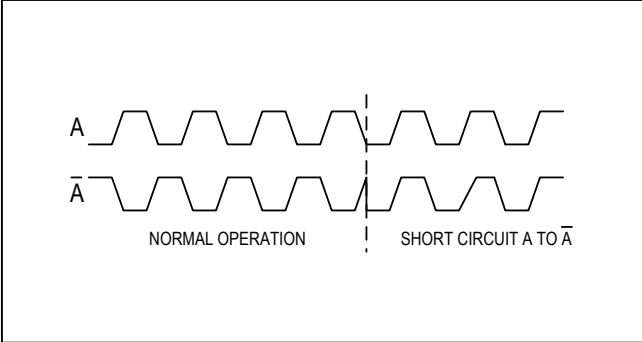 A
A̅
NORMAL OPERATION
SHORT CIRCUIT A TO A̅